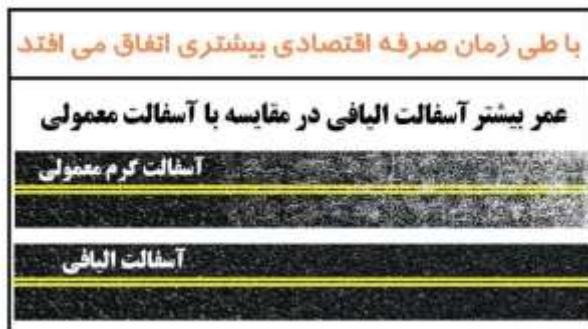 با طی زمان صرفه اقتصادی بیشتری اتفاق می افتد
عمر بیشتر آسفالت الیافی در مقایسه با آسفالت معمولی
آسفالت گرم معمولی
آسفالت الیافی